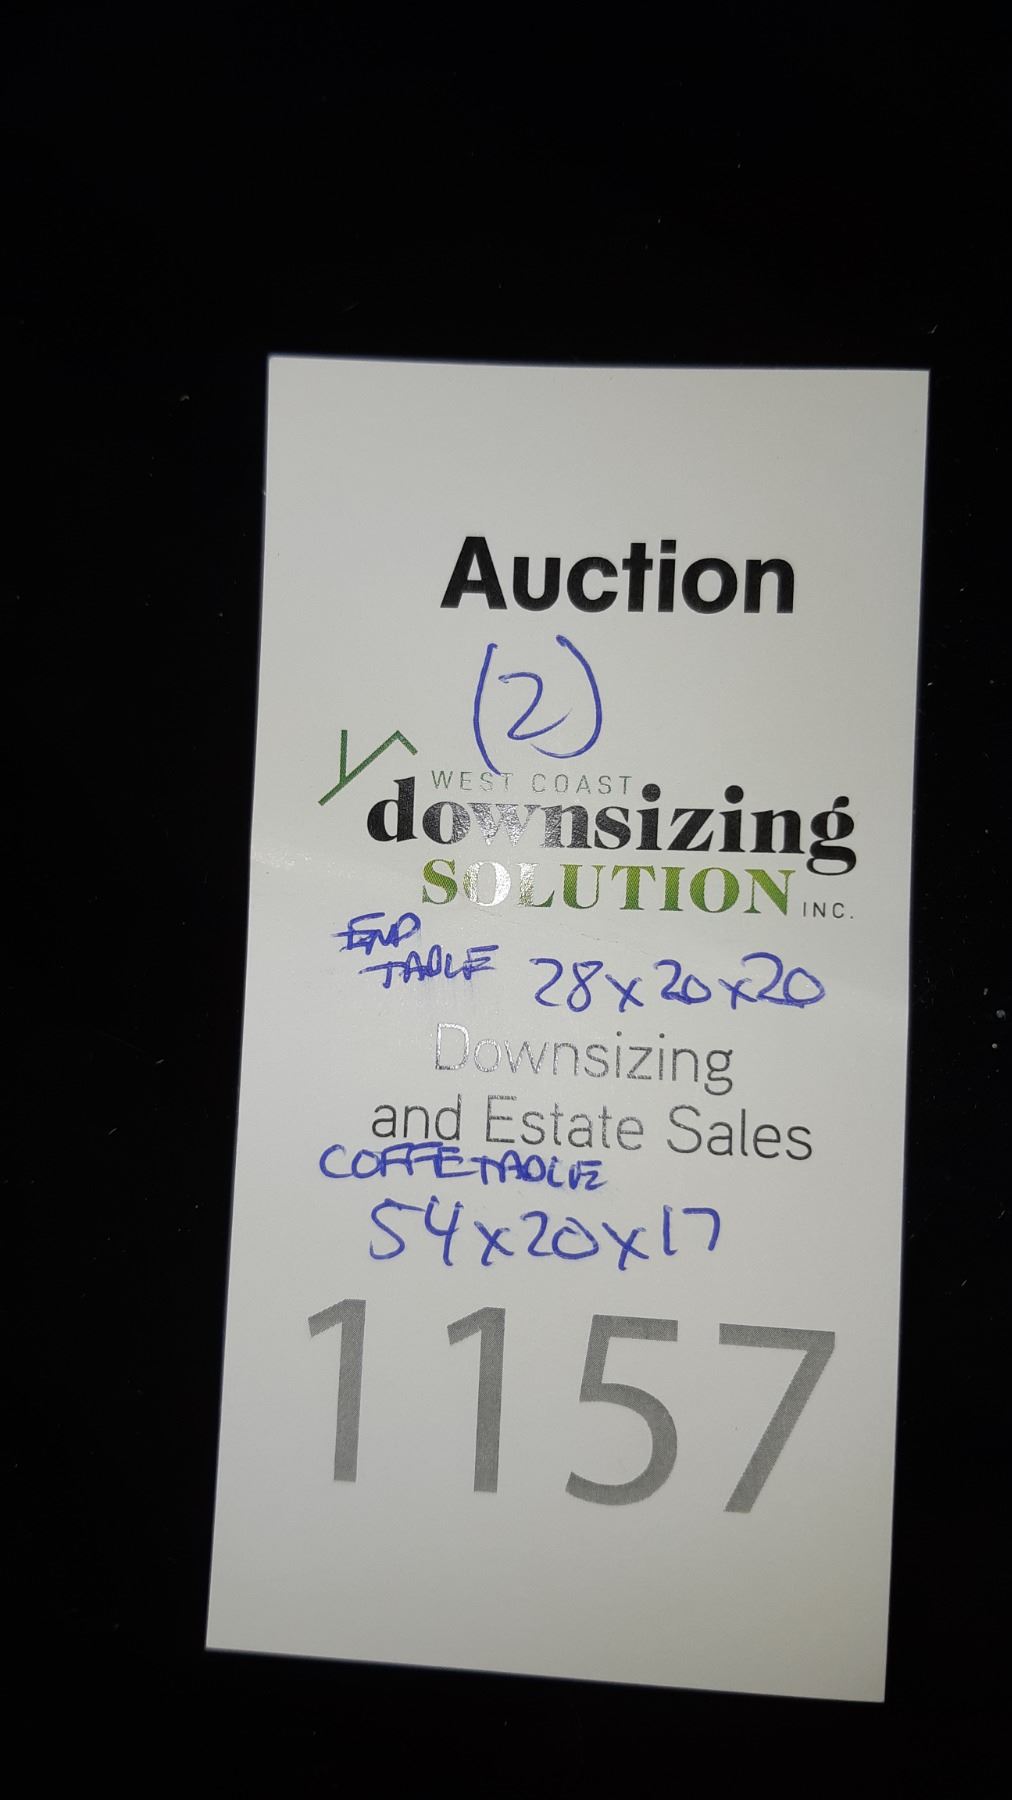 Auction
(2)
WEST COAST
downsizing
SOLUTION INC.
END
TABLE 28x20x20
Downsizing
and Estate Sales
COFFETABLE
54x20x17
1157